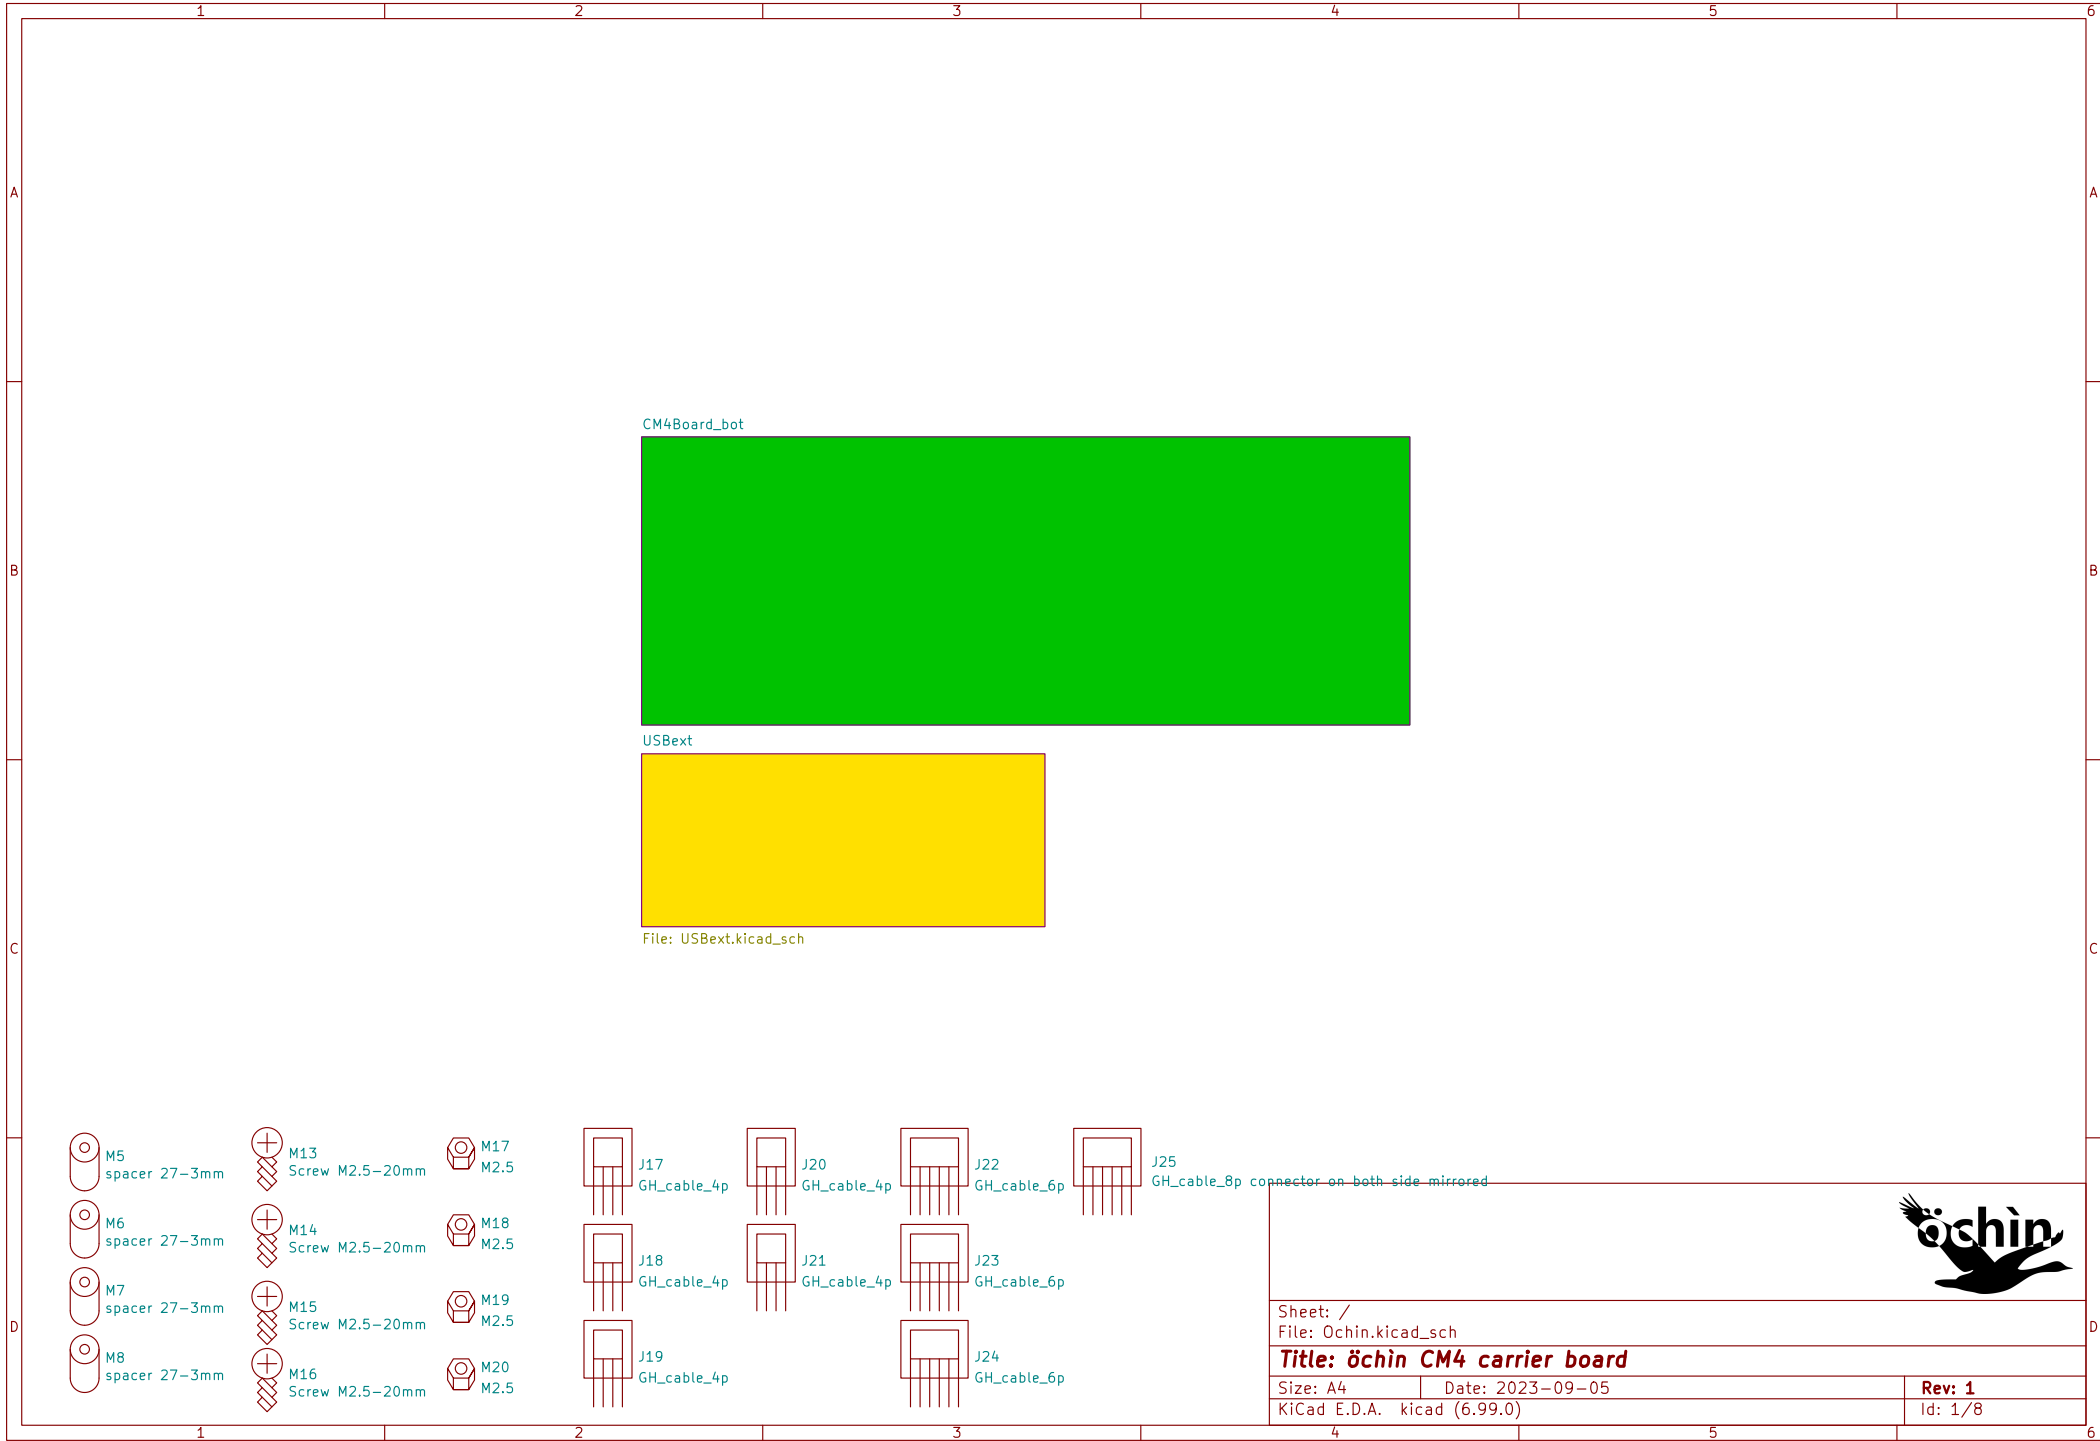 1 2 3 4 5 6
A A
CM4Board_bot
B B
USBext
File: USBext.kicad_sch
C C
M5
spacer 27-3mm
M6
spacer 27-3mm
M7
spacer 27-3mm
M8
spacer 27-3mm
M13
Screw M2.5-20mm
M14
Screw M2.5-20mm
M15
Screw M2.5-20mm
M16
Screw M2.5-20mm
M17
M2.5
M18
M2.5
M19
M2.5
M20
M2.5
J17
GH_cable_4p
J18
GH_cable_4p
J19
GH_cable_4p
J20
GH_cable_4p
J21
GH_cable_4p
J22
GH_cable_6p
J23
GH_cable_6p
J24
GH_cable_6p
J25
GH_cable_8p connector on both side mirrored
öchìn
Sheet: /
File: Ochin.kicad_sch
D D
Title: öchìn CM4 carrier board
Size: A4 Date: 2023-09-05 Rev: 1
KiCad E.D.A. kicad (6.99.0) Id: 1/8
1 2 3 4 5 6